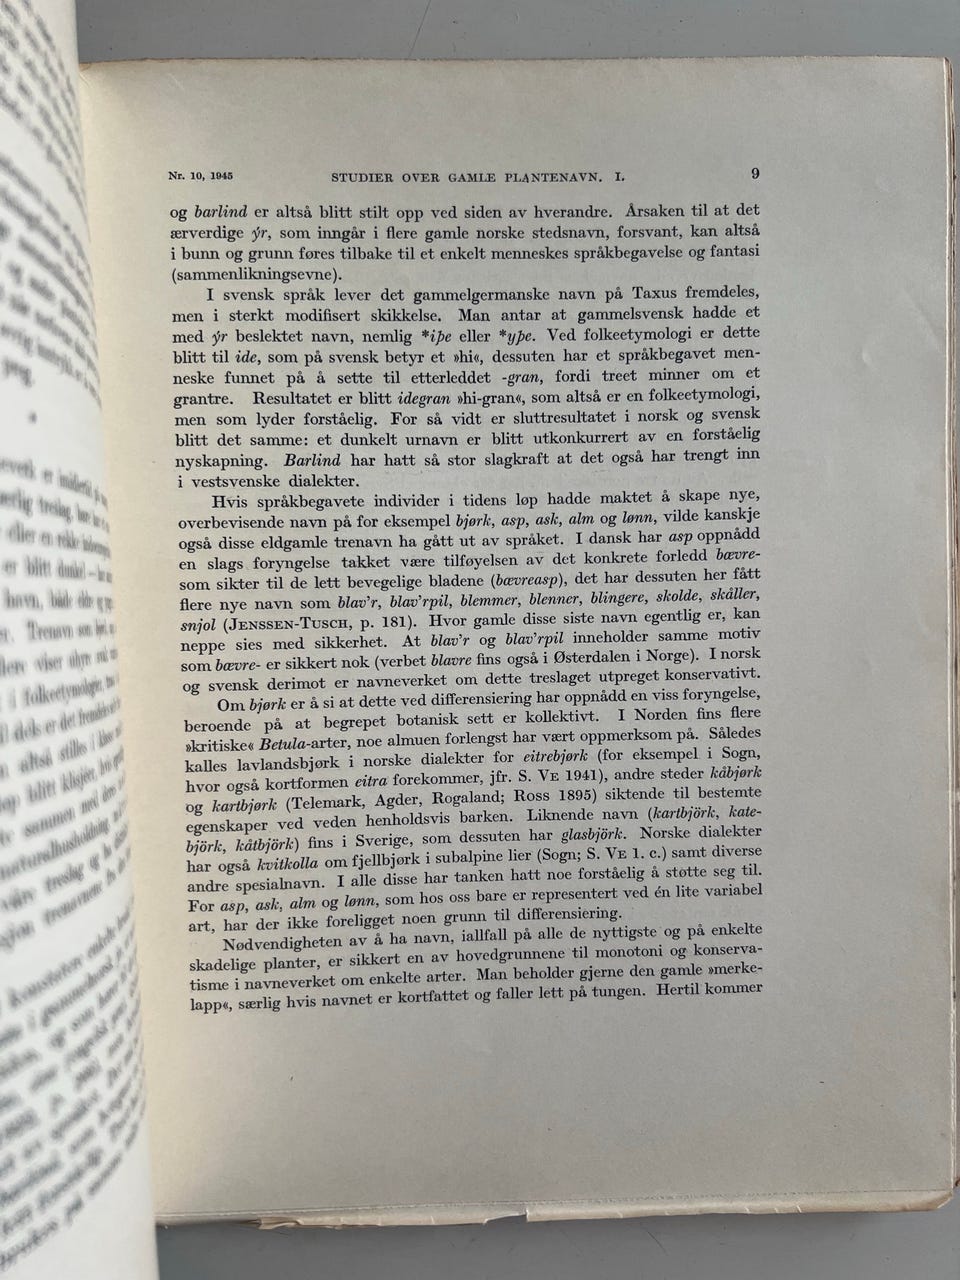 Nr. 10, 1945 STUDIER OVER GAMLE PLANTENAVN. I. 9
og barlind er altså blitt stilt opp ved siden av hverandre. Årsaken til at det
ærverdige ýr, som inngår i flere gamle norske stedsnavn, forsvant, kan altså
i bunn og grunn føres tilbake til et enkelt menneskes språkbegavelse og fantasi
(sammenlikningsevne).
I svensk språk lever det gammelgermanske navn på Taxus fremdeles,
men i sterkt modifisert skikkelse. Man antar at gammelsvensk hadde et
med ýr beslektet navn, nemlig *iþe eller *yþe. Ved folkeetymologi er dette
blitt til ide, som på svensk betyr et »hi«, dessuten har et språkbegavet men-
neske funnet på å sette til etterleddet -gran, fordi treet minner om et
grantre. Resultatet er blitt idegran »hi-gran«, som altså er en folkeetymologi,
men som lyder forståelig. For så vidt er sluttresultatet i norsk og svensk
blitt det samme: et dunkelt urnavn er blitt utkonkurrert av en forståelig
nyskapning. Barlind har hatt så stor slagkraft at det også har trengt inn
i vestsvenske dialekter.
Hvis språkbegavete individer i tidens løp hadde maktet å skape nye,
overbevisende navn på for eksempel bjørk, asp, ask, alm og lønn, vilde kanskje
også disse eldgamle trenavn ha gått ut av språket. I dansk har asp oppnådd
en slags foryngelse takket være tilføyelsen av det konkrete forledd bævre-
som sikter til de lett bevegelige bladene (bævreasp), det har dessuten her fått
flere nye navn som blav'r, blav'rpil, blemmer, blenner, blingere, skolde, skåller,
snjol (Jenssen-Tusch, p. 181). Hvor gamle disse siste navn egentlig er, kan
neppe sies med sikkerhet. At blav'r og blav'rpil inneholder samme motiv
som bævre- er sikkert nok (verbet blavre fins også i Østerdalen i Norge). I norsk
og svensk derimot er navneverket om dette treslaget utpreget konservativt.
Om bjørk er å si at dette ved differensiering har oppnådd en viss foryngelse,
beroende på at begrepet botanisk sett er kollektivt. I Norden fins flere
»kritiske« Betula-arter, noe almuen forlengst har vært oppmerksom på. Således
kalles lavlandsbjørk i norske dialekter for eitrebjørk (for eksempel i Sogn,
hvor også kortformen eitra forekommer, jfr. S. Ve 1941), andre steder kåbjørk
og kartbjørk (Telemark, Agder, Rogaland; Ross 1895) siktende til bestemte
egenskaper ved veden henholdsvis barken. Liknende navn (kartbjörk, kate-
björk, kåtbjörk) fins i Sverige, som dessuten har glasbjörk. Norske dialekter
har også kvitkolla om fjellbjørk i subalpine lier (Sogn; S. Ve l. c.) samt diverse
andre spesialnavn. I alle disse har tanken hatt noe forståelig å støtte seg til.
For asp, ask, alm og lønn, som hos oss bare er representert ved én lite variabel
art, har der ikke foreligget noen grunn til differensiering.
Nødvendigheten av å ha navn, iallfall på alle de nyttigste og på enkelte
skadelige planter, er sikkert en av hovedgrunnene til monotoni og konserva-
tisme i navneverket om enkelte arter. Man beholder gjerne den gamle »merke-
lapp«, særlig hvis navnet er kortfattet og faller lett på tungen. Hertil kommer